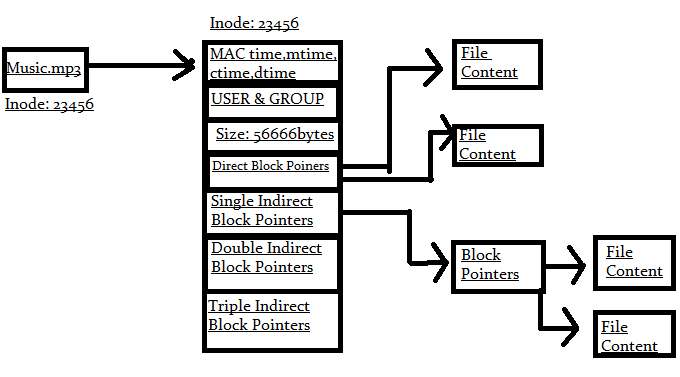 Inode: 23456
Music.mp3
Inode: 23456
MAC time,mtime,
ctime,dtime
USER & GROUP
Size: 56666bytes
Direct Block Poiners
Single Indirect
Block Pointers
Double Indirect
Block Pointers
Triple Indirect
Block Pointers
File
Content
File
Content
Block
Pointers
File
Content
File
Content